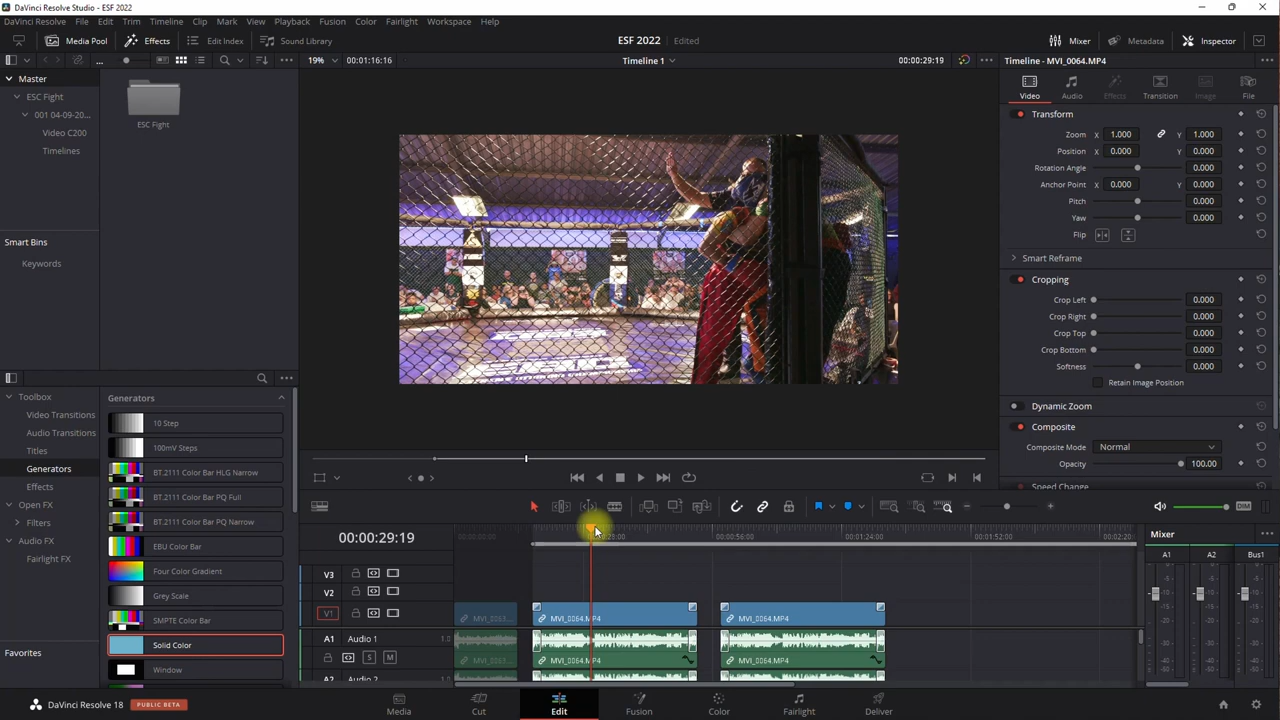 DaVinci Resolve Studio - ESF 2022
DaVinci Resolve File Edit Trim Timeline Clip Mark View Playback Fusion Color Fairlight Workspace Help
Media Pool Effects Edit Index Sound Library ESF 2022 Edited Mixer Metadata Inspector
19% 00:01:16:16 Timeline 1 00:00:29:19 Timeline - MVI_0064.MP4
Master
ESC Fight
001 04-09-20...
Video C200
Timelines
ESC Fight
Smart Bins
Keywords
Video Audio Effects Transition Image File
Transform
Zoom X 1.000 Y 1.000
Position X 0.000 Y 0.000
Rotation Angle 0.000
Anchor Point X 0.000 Y 0.000
Pitch 0.000
Yaw 0.000
Flip
Smart Reframe
Cropping
Crop Left 0.000
Crop Right 0.000
Crop Top 0.000
Crop Bottom 0.000
Softness 0.000
Retain Image Position
Dynamic Zoom
Composite
Composite Mode Normal
Opacity 100.00
Speed Change
Toolbox
Video Transitions
Audio Transitions
Titles
Generators
Effects
Open FX
Filters
Audio FX
Fairlight FX
Favorites
Generators
10 Step
100mV Steps
BT.2111 Color Bar HLG Narrow
BT.2111 Color Bar PQ Full
BT.2111 Color Bar PQ Narrow
EBU Color Bar
Four Color Gradient
Grey Scale
SMPTE Color Bar
Solid Color
Window
DIM
00:00:29:19
00:00:00:00 00:00:56:00 00:01:24:00 00:01:52:00 00:02:20
V3
V2
V1 MVI_0063... MVI_0064.MP4 MVI_0064.MP4
A1 Audio 1 1.0
S M MVI_0063... MVI_0064.MP4 MVI_0064.MP4
A2 Audio 2 1.0
Mixer
A1 A2 Bus1
DaVinci Resolve 18 PUBLIC BETA
Media Cut Edit Fusion Color Fairlight Deliver